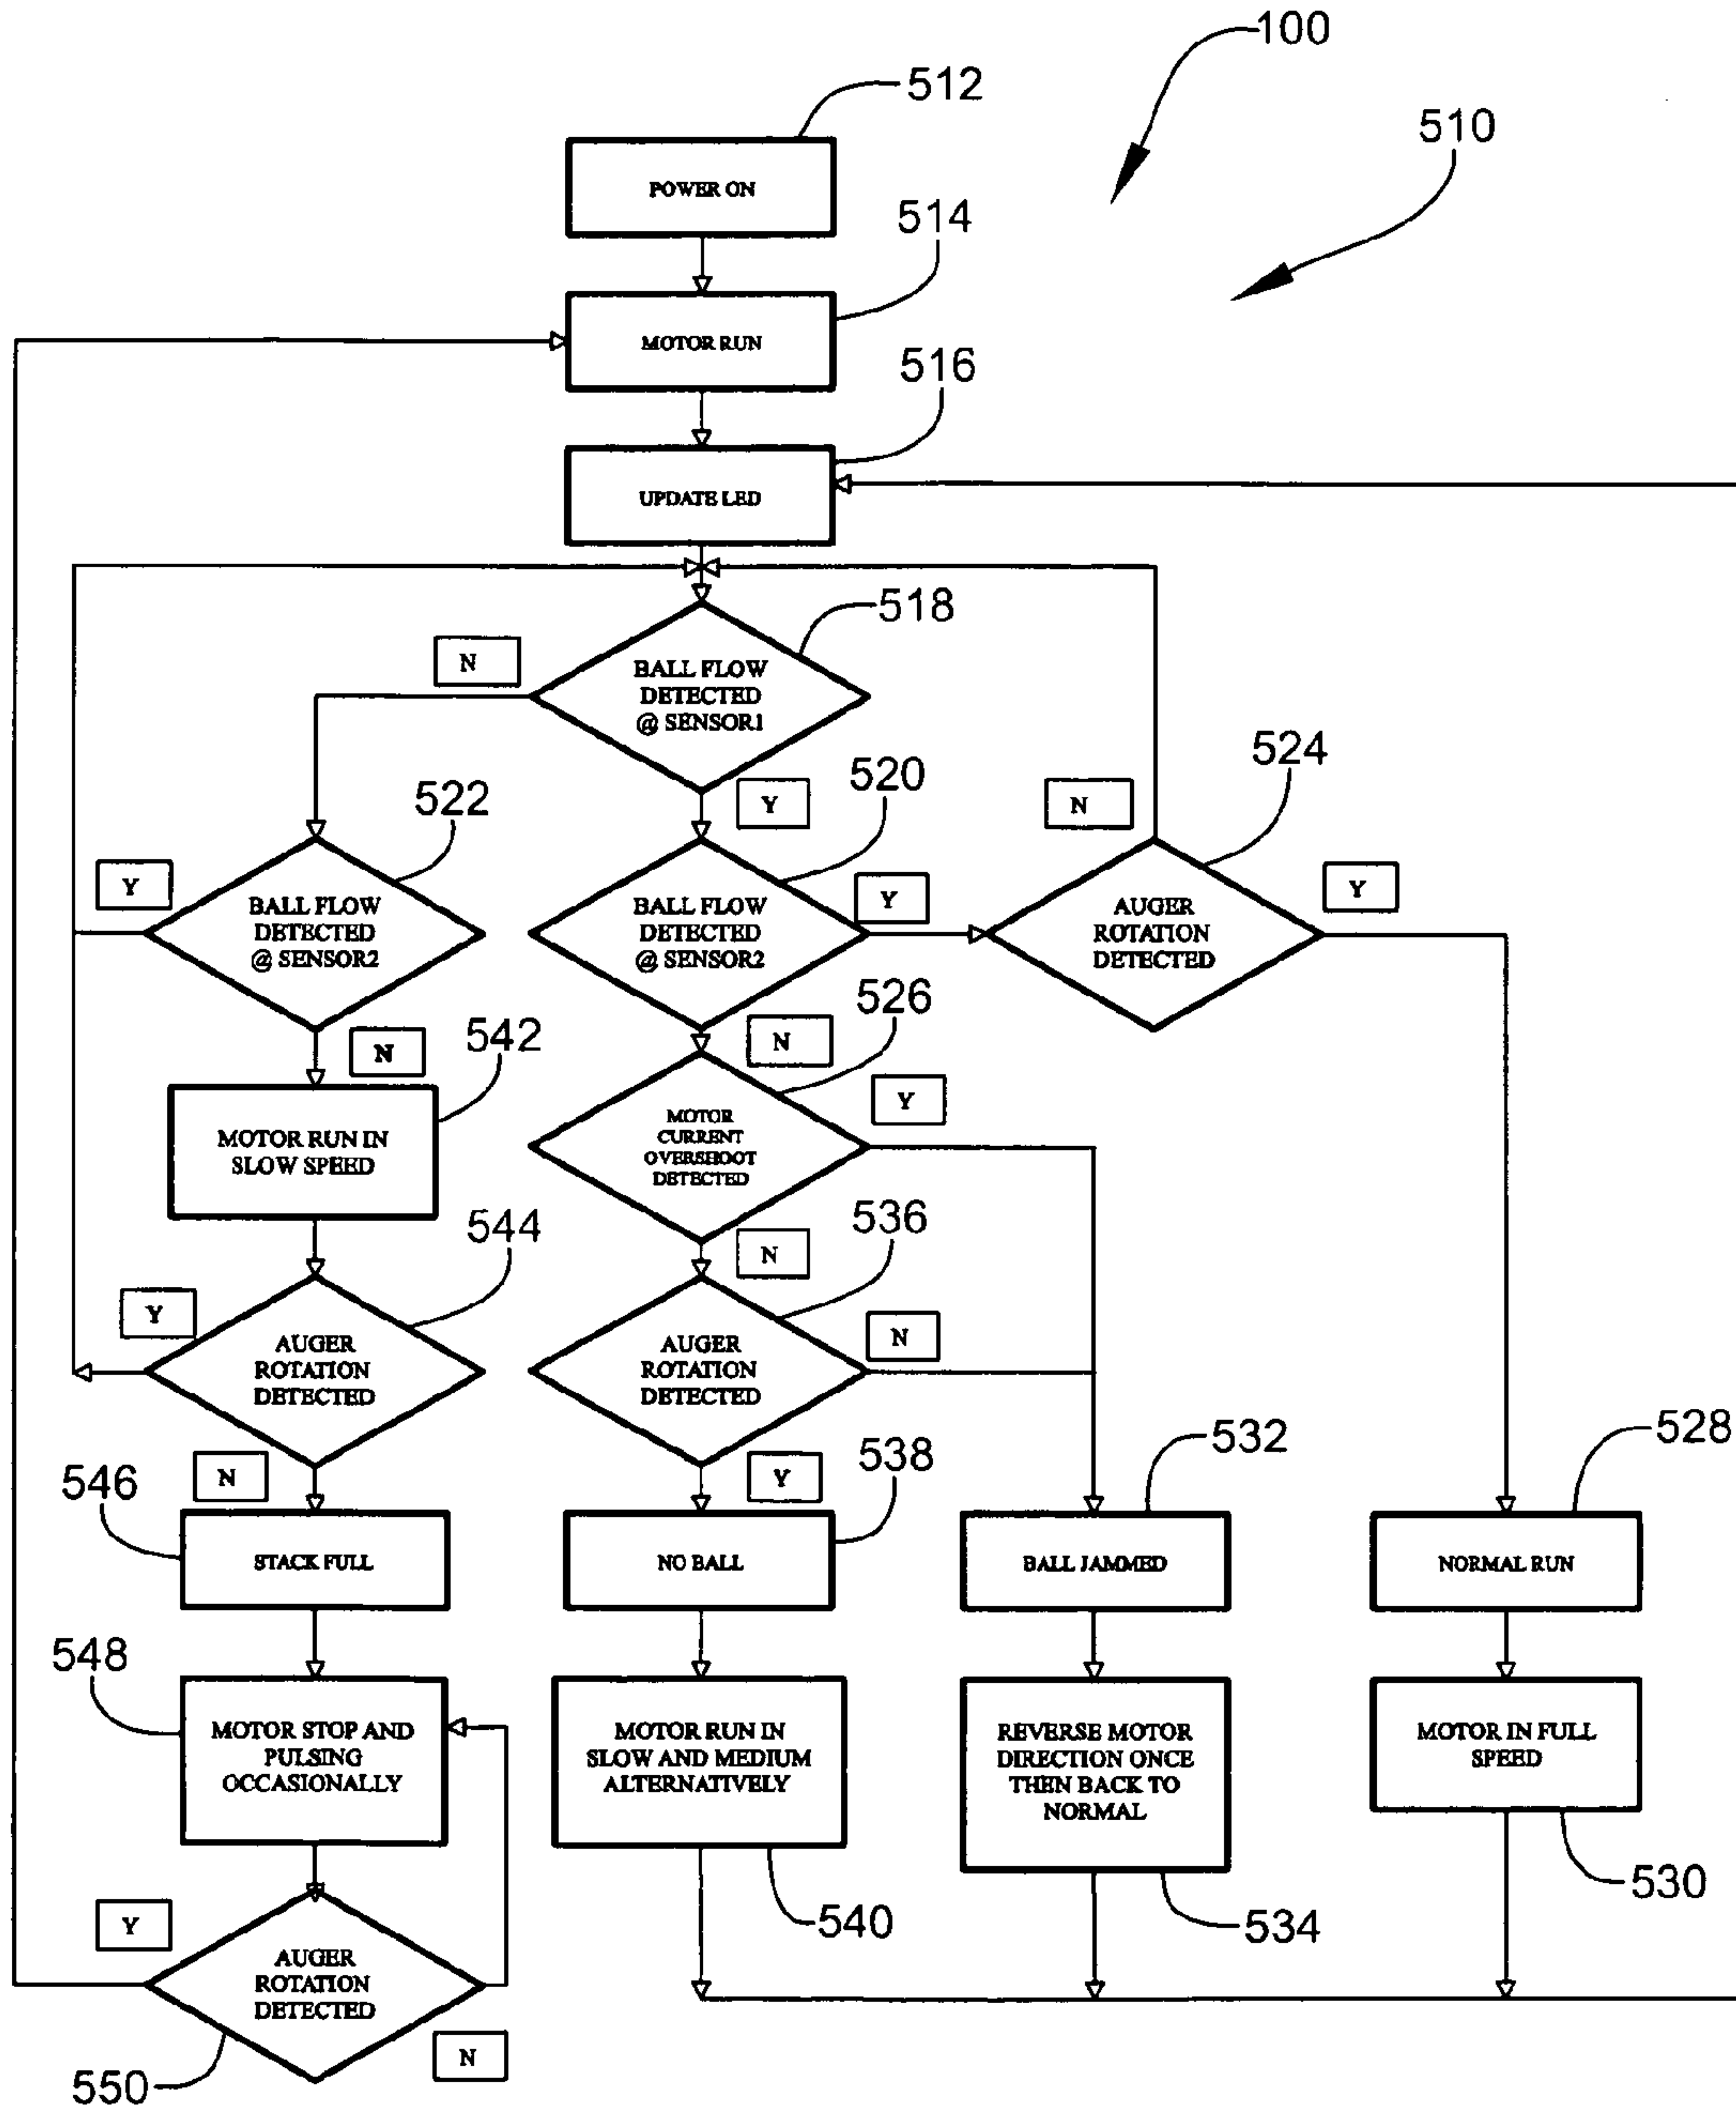 100
512
510
POWER ON
514
MOTOR RUN
516
UPDATE LED
518
N
BALL FLOW
DETECTED
@ SENSOR1
524
520
522
Y
N
Y
BALL FLOW
DETECTED
@ SENSOR2
BALL FLOW
DETECTED
@ SENSOR2
Y
AUGER
ROTATION
DETECTED
Y
526
542
N
N
MOTOR RUN IN
SLOW SPEED
MOTOR
CURRENT
OVERSHOOT
DETECTED
Y
544
536
N
Y
AUGER
ROTATION
DETECTED
AUGER
ROTATION
DETECTED
N
532
528
538
546
N
Y
STACK FULL
NO BALL
BALL JAMMED
NORMAL RUN
548
MOTOR STOP AND
PULSING
OCCASIONALLY
MOTOR RUN IN
SLOW AND MEDIUM
ALTERNATIVELY
REVERSE MOTOR
DIRECTION ONCE
THEN BACK TO
NORMAL
MOTOR IN FULL
SPEED
530
540
534
Y
AUGER
ROTATION
DETECTED
N
550